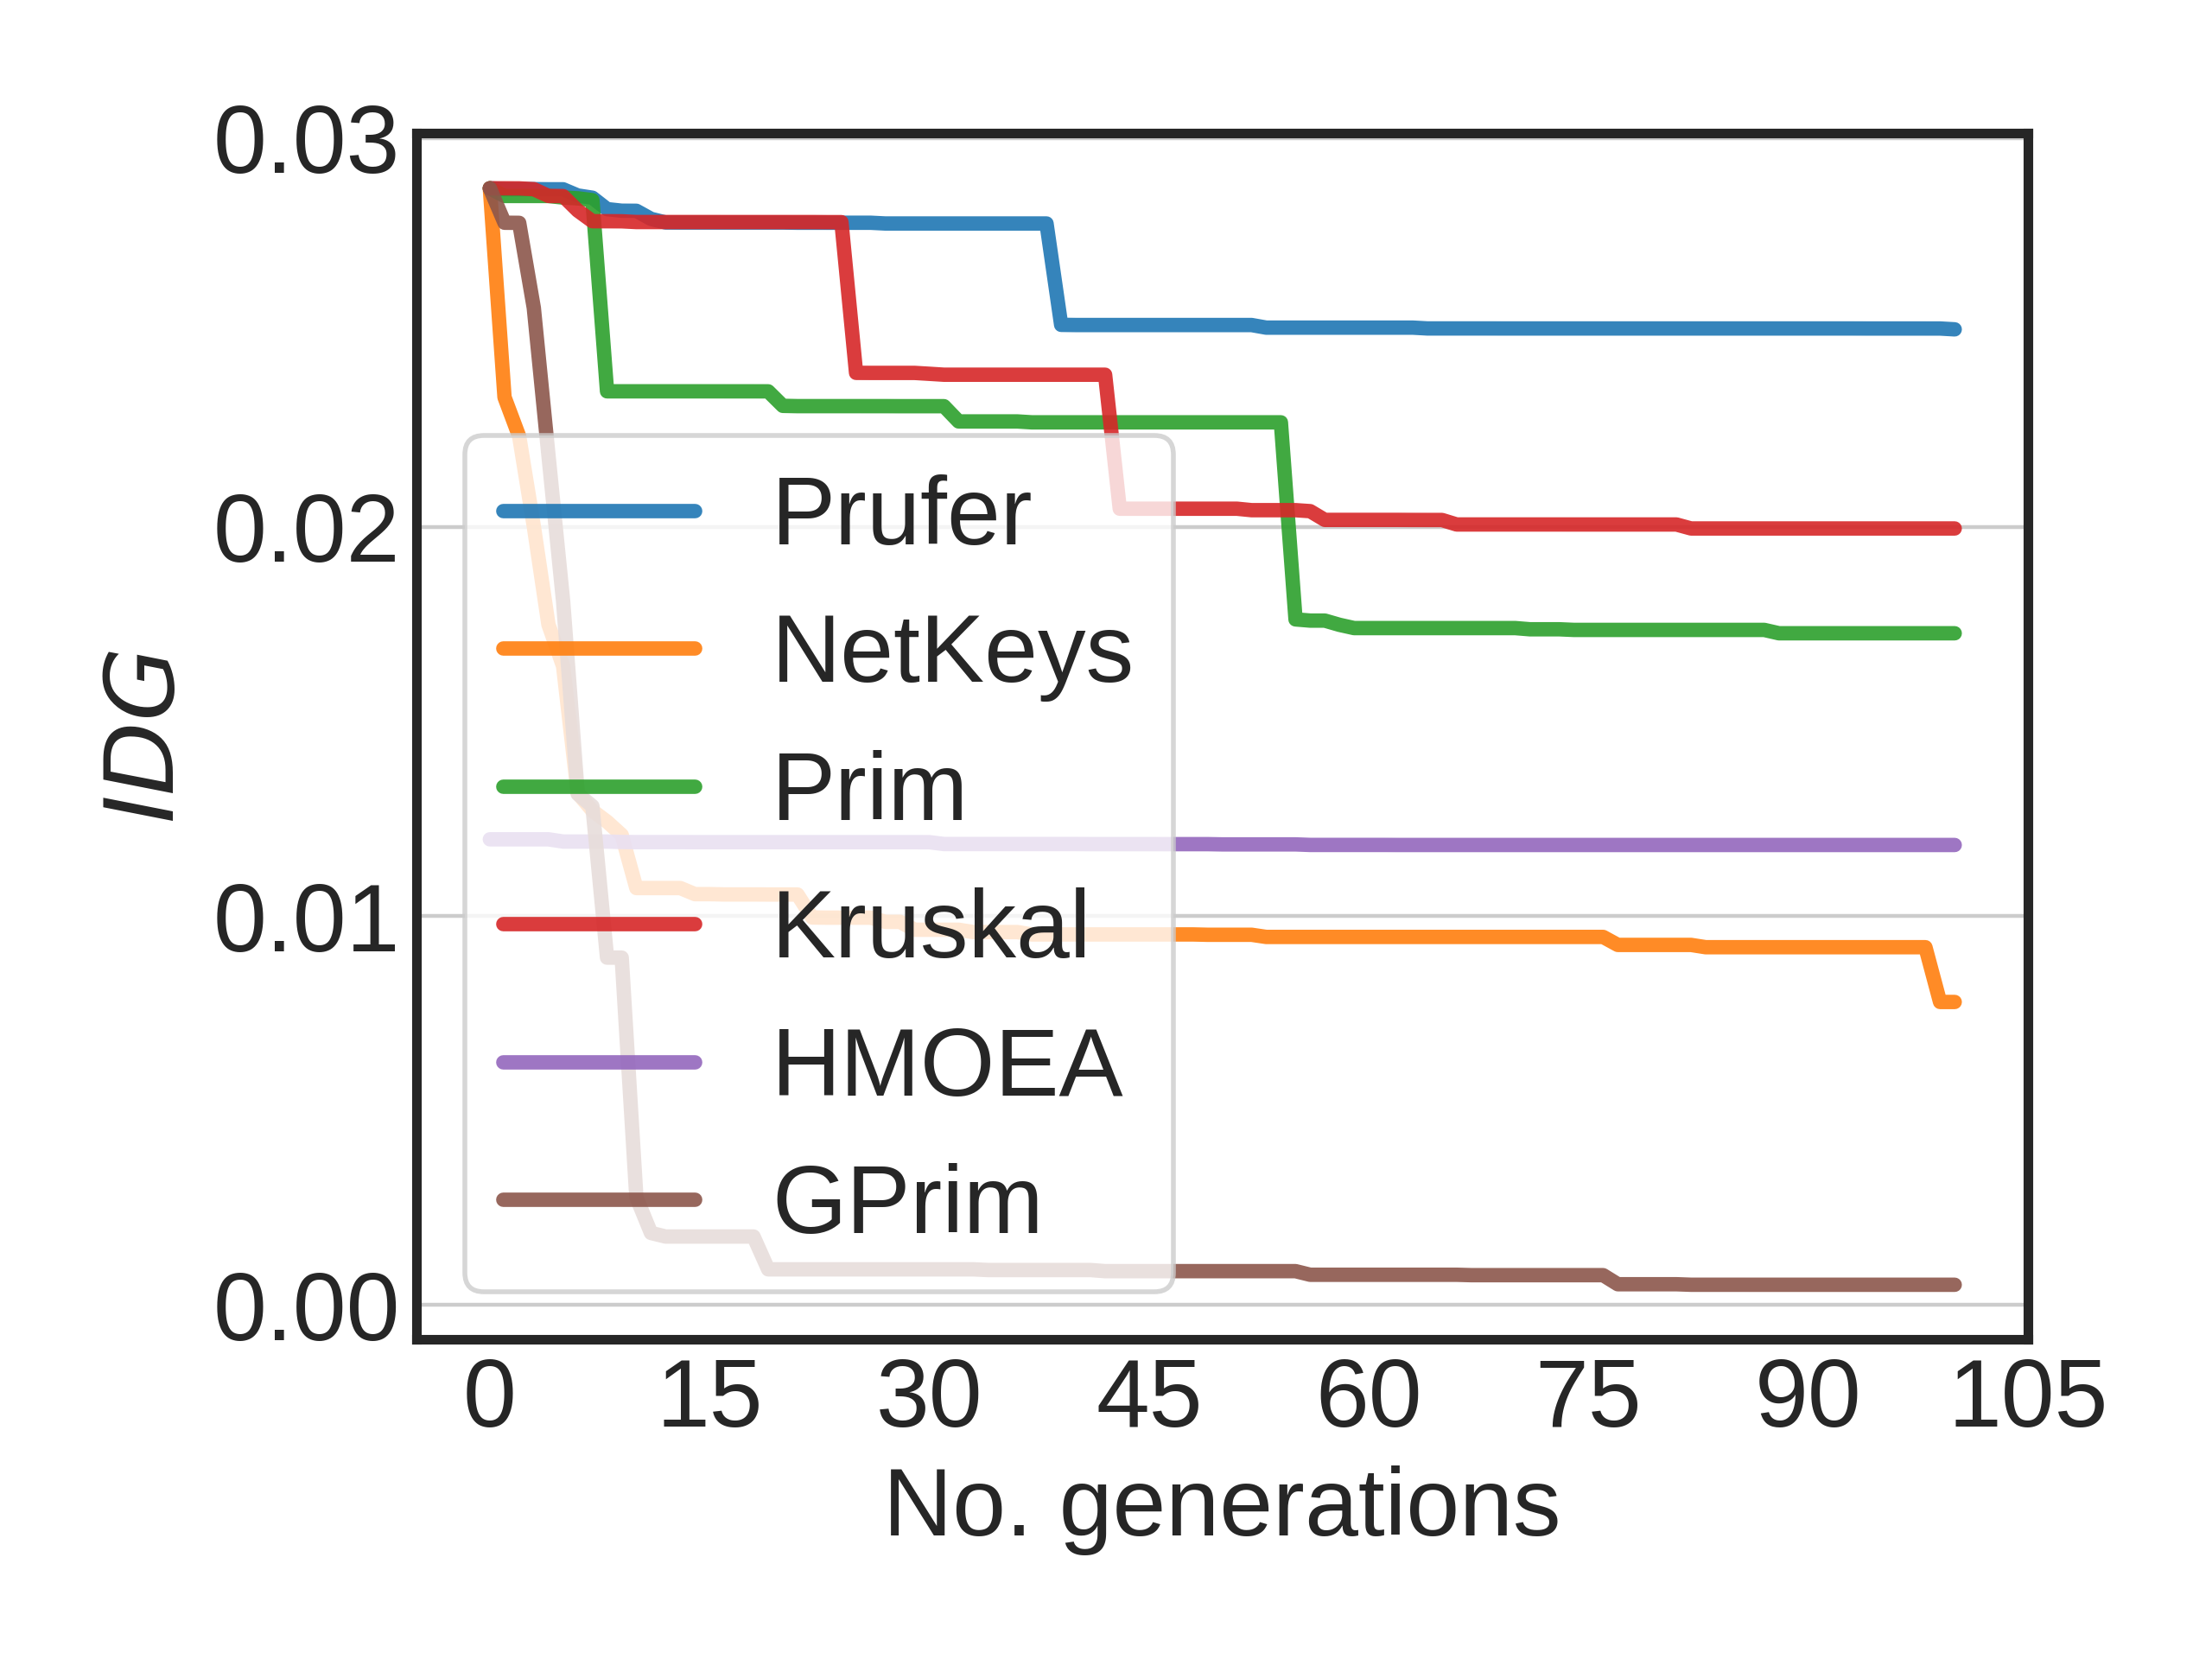 0.03
0.02
0.01
0.00
IDG
Prufer
NetKeys
Prim
Kruskal
HMOEA
GPrim
0 15 30 45 60 75 90 105
No. generations